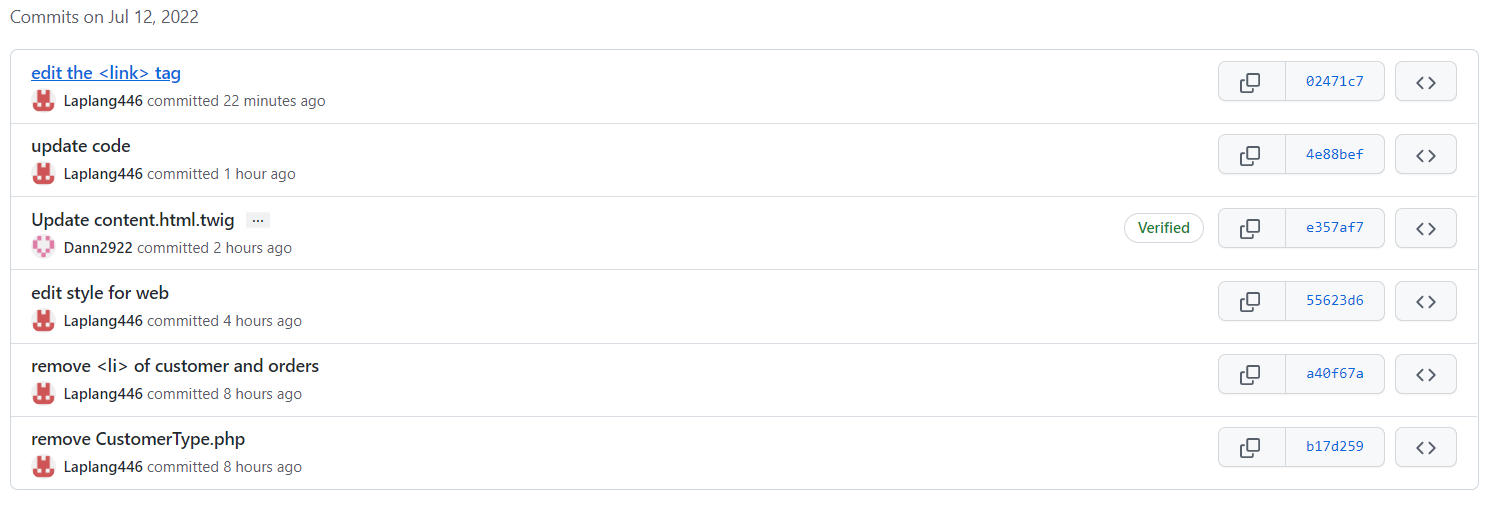 Commits on Jul 12, 2022
edit the <link> tag
Laplang446 committed 22 minutes ago
02471c7
update code
Laplang446 committed 1 hour ago
4e88bef
Update content.html.twig ...
Dann2922 committed 2 hours ago
Verified
e357af7
edit style for web
Laplang446 committed 4 hours ago
55623d6
remove <li> of customer and orders
Laplang446 committed 8 hours ago
a40f67a
remove CustomerType.php
Laplang446 committed 8 hours ago
b17d259